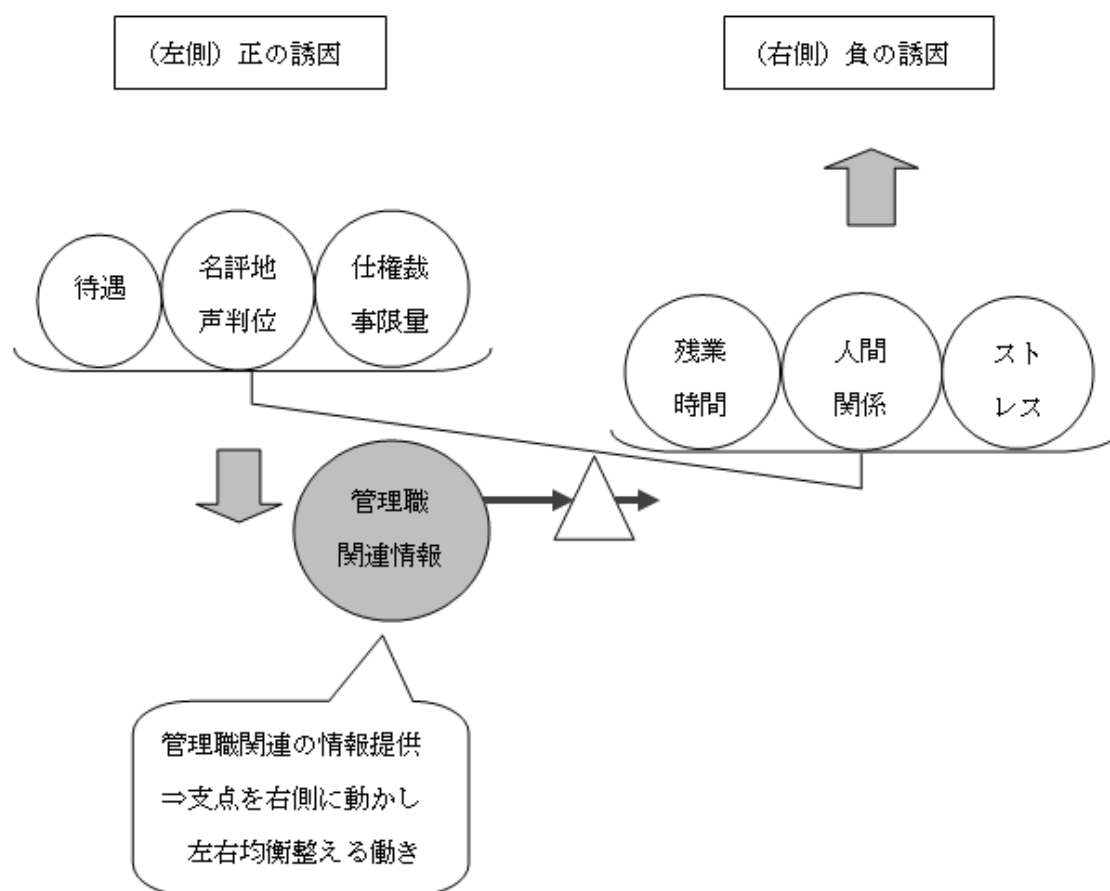 (左側)正の誘因
(右側)負の誘因
待遇
名評地
声判位
仕権裁
事限量
残業
時間
人間
関係
スト
レス
管理職
関連情報
管理職関連の情報提供
⇒支点を右側に動かし
左右均衡整える働き